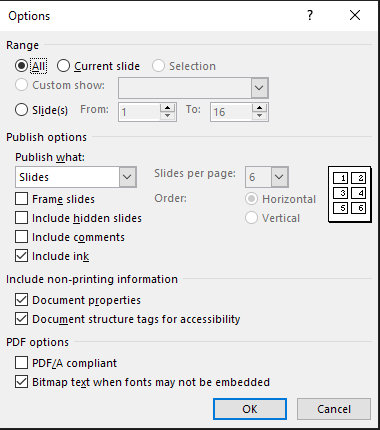 Options ?
Range
All Current slide Selection
Custom show:
Slide(s) From: 1 To: 16
Publish options
Publish what:
Slides Slides per page: 6
Frame slides Order: Horizontal
Include hidden slides Vertical
Include comments
Include ink
1 2
3 4
5 6
Include non-printing information
Document properties
Document structure tags for accessibility
PDF options
PDF/A compliant
Bitmap text when fonts may not be embedded
OK Cancel